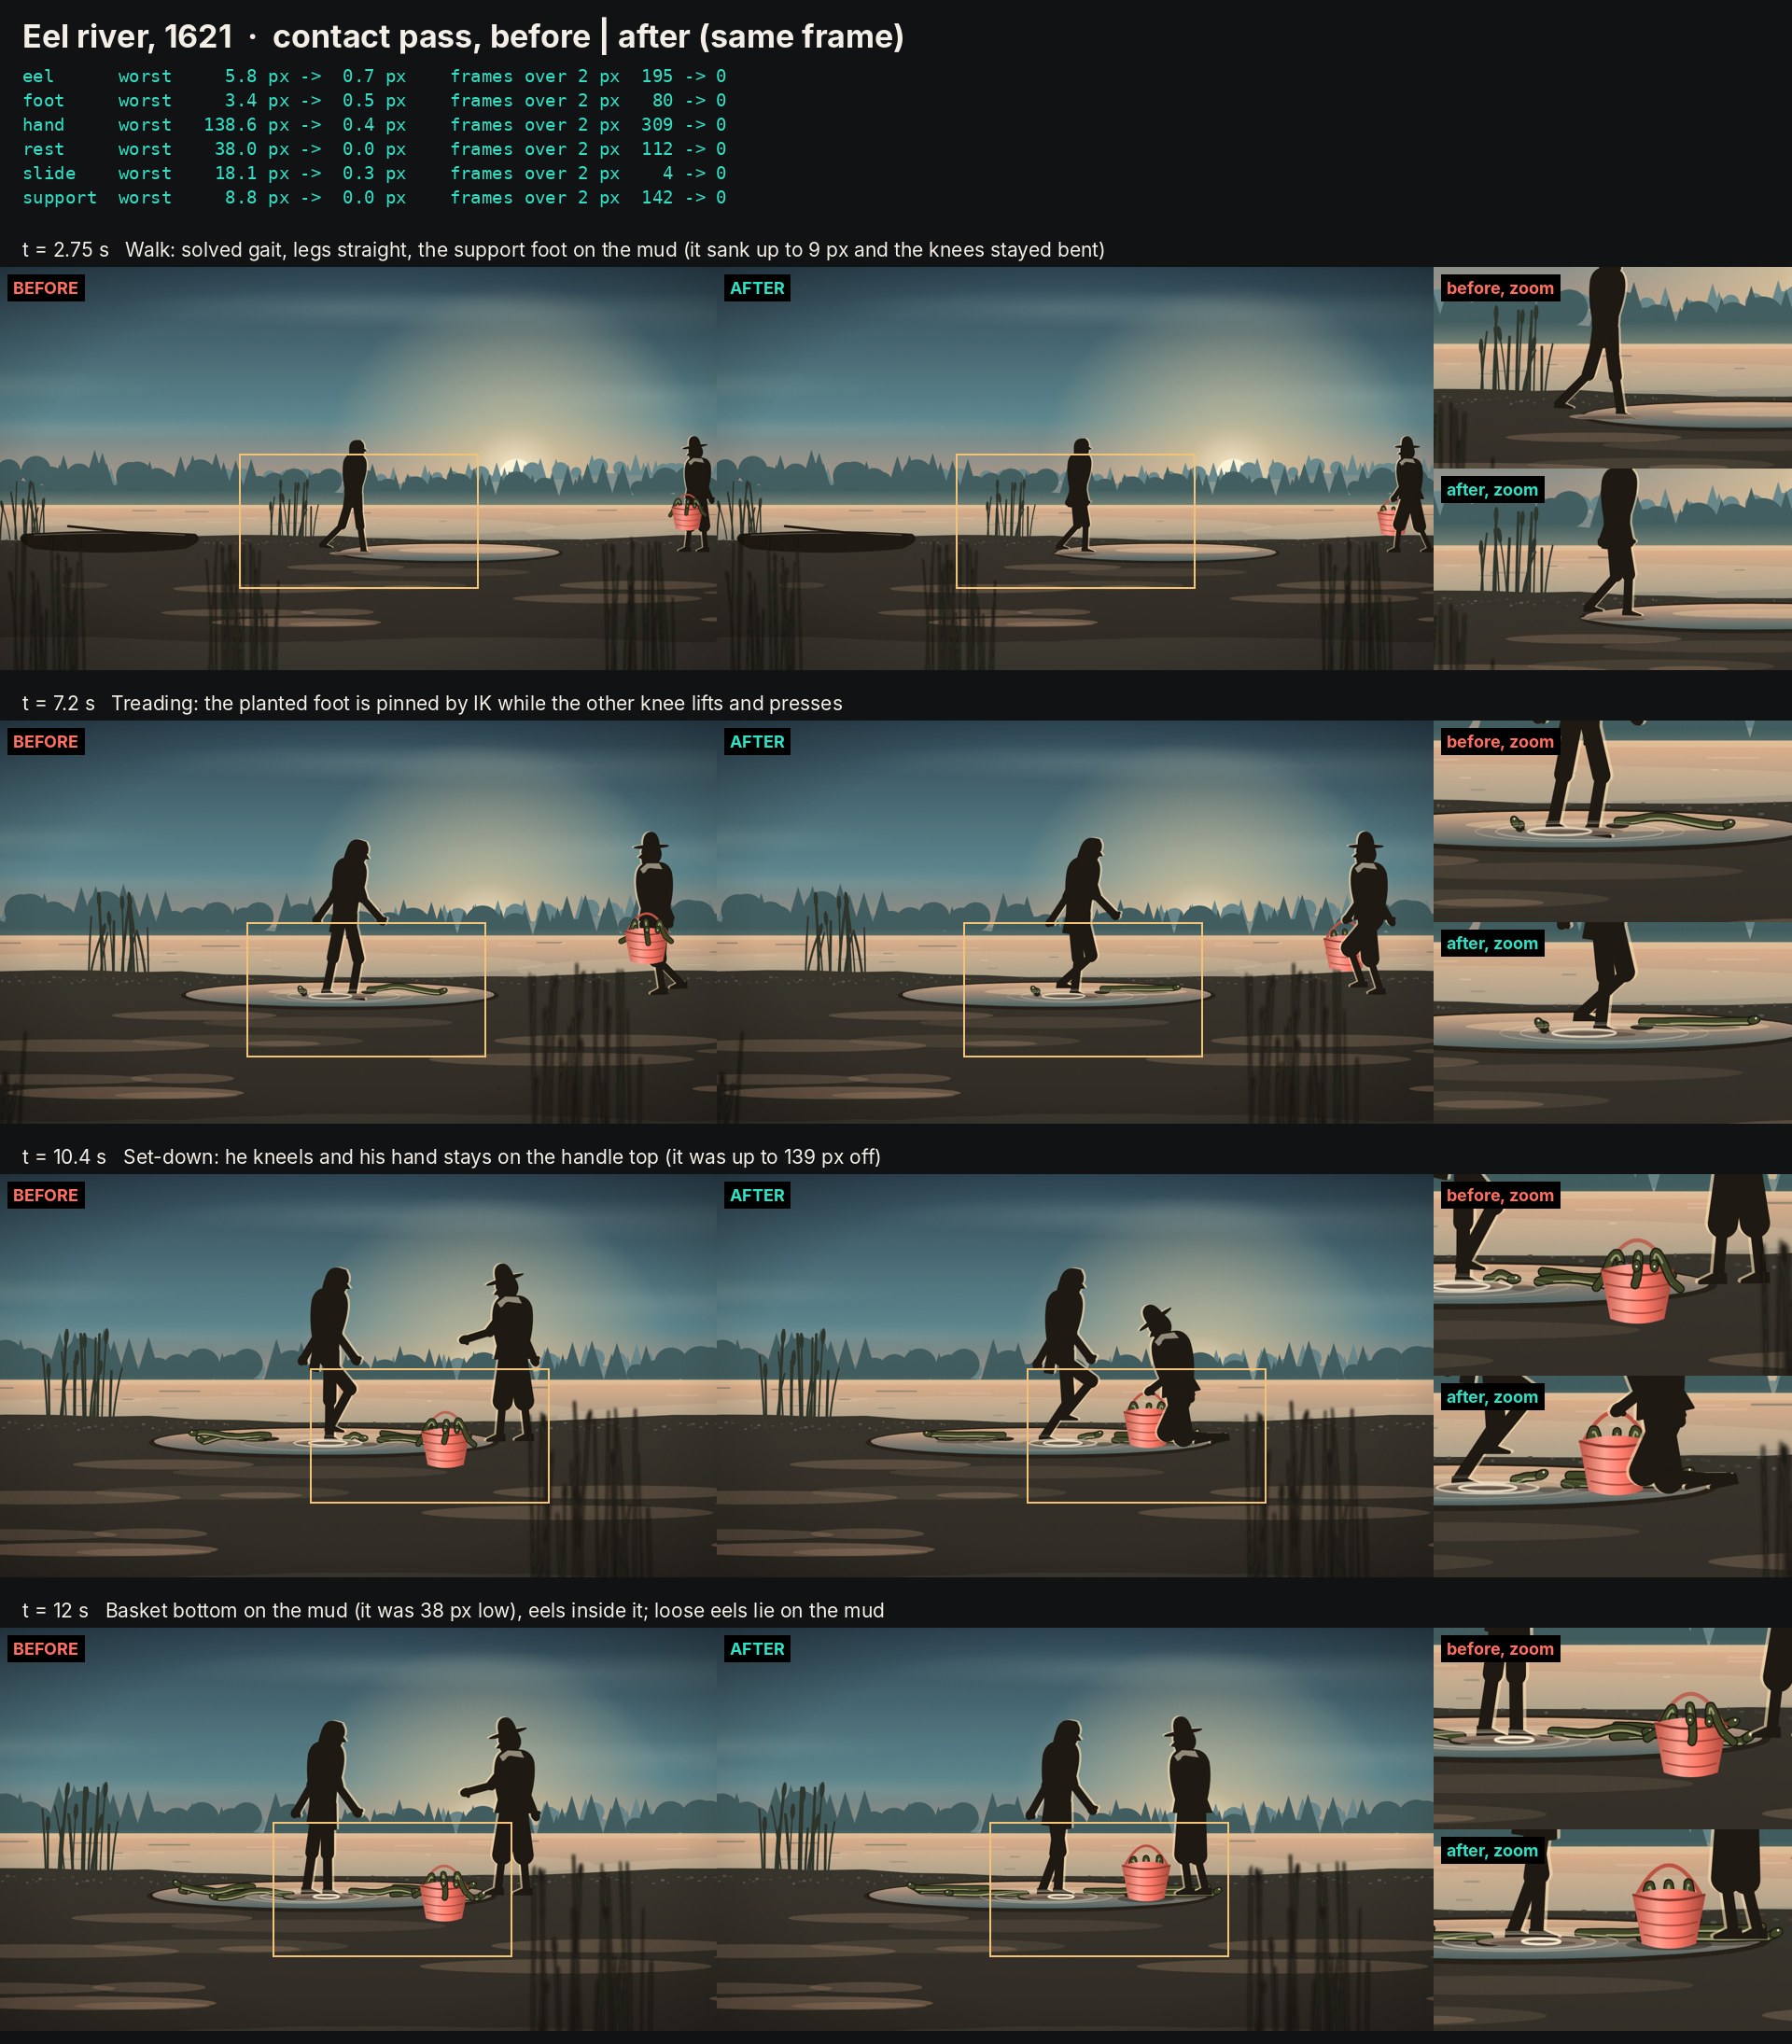 Eel river, 1621 · contact pass, before | after (same frame)
eel worst 5.8 px -> 0.7 px frames over 2 px 195 -> 0
foot worst 3.4 px -> 0.5 px frames over 2 px 80 -> 0
hand worst 138.6 px -> 0.4 px frames over 2 px 309 -> 0
rest worst 38.0 px -> 0.0 px frames over 2 px 112 -> 0
slide worst 18.1 px -> 0.3 px frames over 2 px 4 -> 0
support worst 8.8 px -> 0.0 px frames over 2 px 142 -> 0
t = 2.75 s Walk: solved gait, legs straight, the support foot on the mud (it sank up to 9 px and the knees stayed bent)
BEFORE
AFTER
before, zoom
after, zoom
t = 7.2 s Treading: the planted foot is pinned by IK while the other knee lifts and presses
BEFORE
AFTER
before, zoom
after, zoom
t = 10.4 s Set-down: he kneels and his hand stays on the handle top (it was up to 139 px off)
BEFORE
AFTER
before, zoom
after, zoom
t = 12 s Basket bottom on the mud (it was 38 px low), eels inside it; loose eels lie on the mud
BEFORE
AFTER
before, zoom
after, zoom